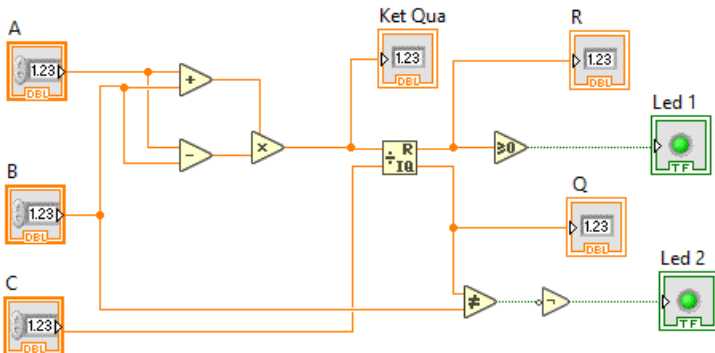 A
1.23
DBL
+
-
×
Ket Qua
1.23
DBL
R
1.23
DBL
Led 1
TF
B
1.23
DBL
÷ R
IQ
≥0
Q
1.23
DBL
C
1.23
DBL
≠
¬
Led 2
TF